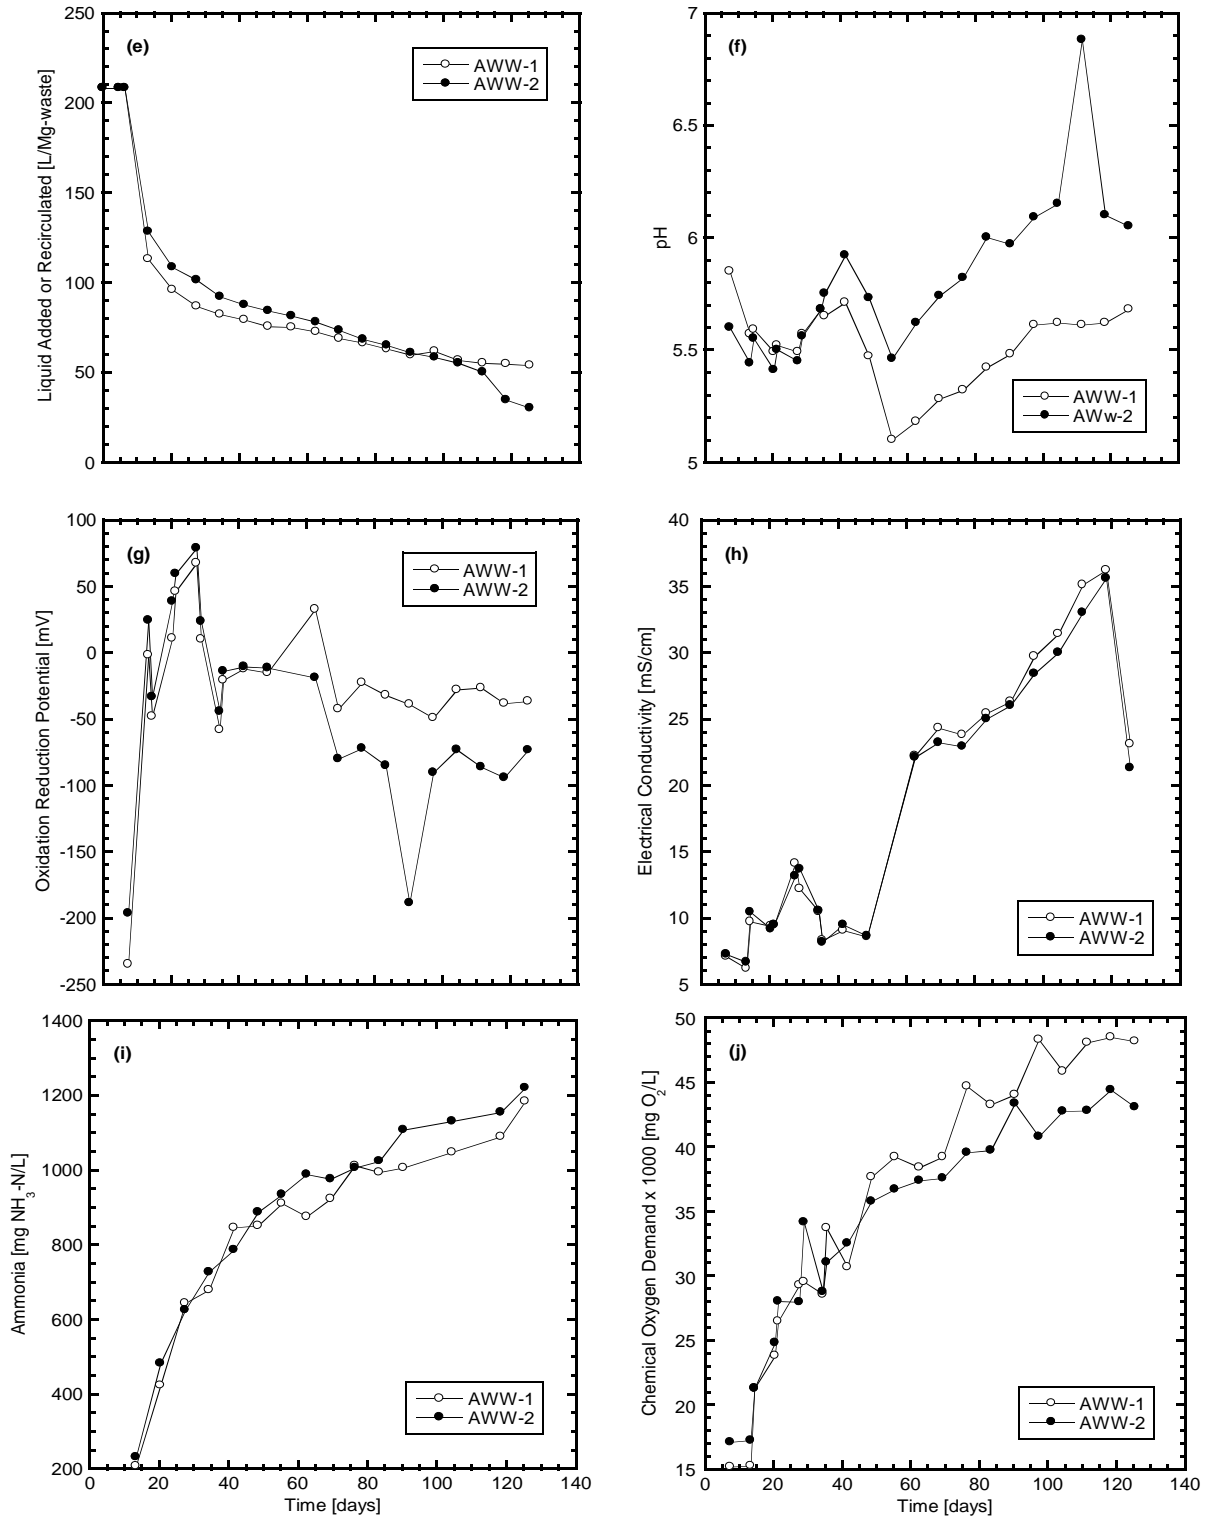 (e)
AWW-1
AWW-2
Liquid Added or Recirculated [L/Mg-waste]
250
200
150
100
50
0
(f)
AWW-1
AWw-2
pH
7
6.5
6
5.5
5
(g)
AWW-1
AWW-2
Oxidation Reduction Potential [mV]
100
50
0
-50
-100
-150
-200
-250
(h)
AWW-1
AWW-2
Electrical Conductivity [mS/cm]
40
35
30
25
20
15
10
5
(i)
AWW-1
AWW-2
Ammonia [mg NH3-N/L]
1400
1200
1000
800
600
400
200
0 20 40 60 80 100 120 140
Time [days]
(j)
AWW-1
AWW-2
Chemical Oxygen Demand x 1000 [mg O2/L]
50
45
40
35
30
25
20
15
0 20 40 60 80 100 120 140
Time [days]